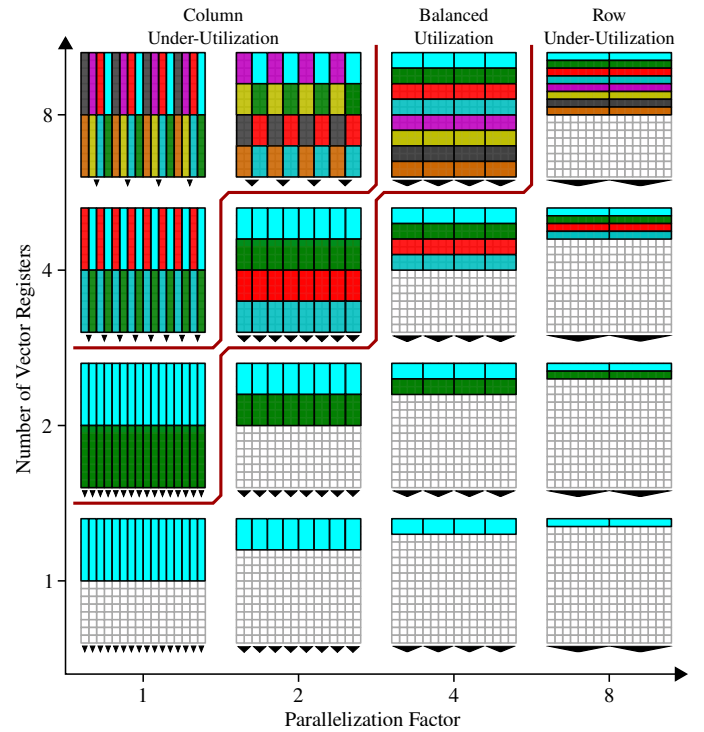 Column
Under-Utilization
Balanced
Utilization
Row
Under-Utilization
Number of Vector Registers
8
4
2
1
1
2
4
8
Parallelization Factor